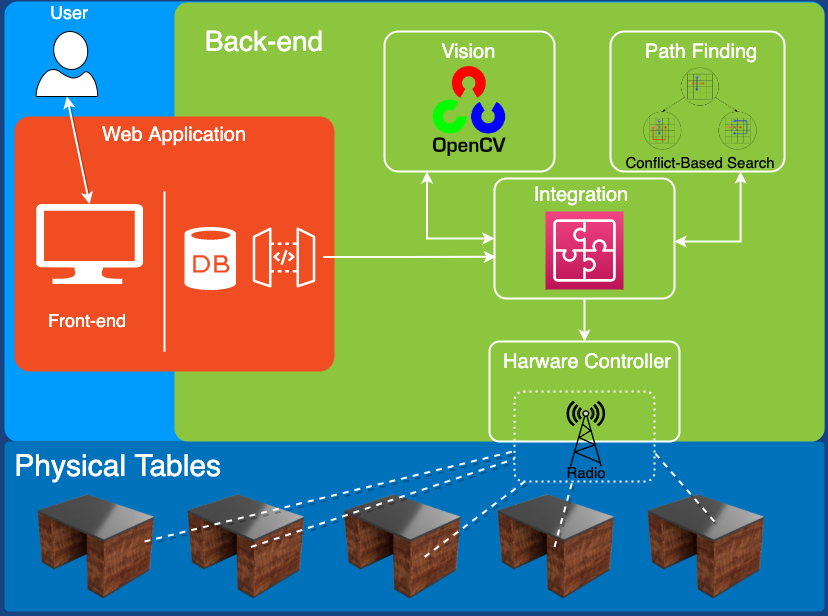 User
Back-end
Vision
OpenCV
Path Finding
Conflict-Based Search
Web Application
DB
</>
Front-end
Integration
Harware Controller
Radio
Physical Tables